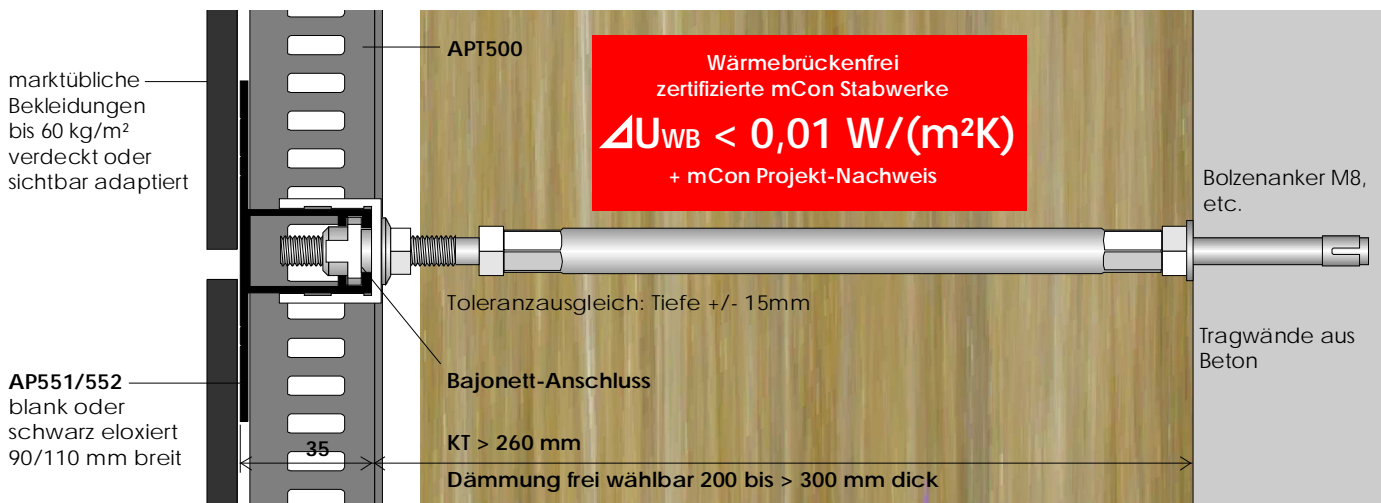 marktübliche
Bekleidungen
bis 60 kg/m²
verdeckt oder
sichtbar adaptiert
APT500
Wärmebrückenfrei
zertifizierte mCon Stabwerke
⊿UWB < 0,01 W/(m²K)
+ mCon Projekt-Nachweis
Bolzenanker M8,
etc.
Toleranzausgleich: Tiefe +/- 15mm
Tragwände aus
Beton
Bajonett-Anschluss
AP551/552
blank oder
schwarz eloxiert
90/110 mm breit
35
KT > 260 mm
Dämmung frei wählbar 200 bis > 300 mm dick